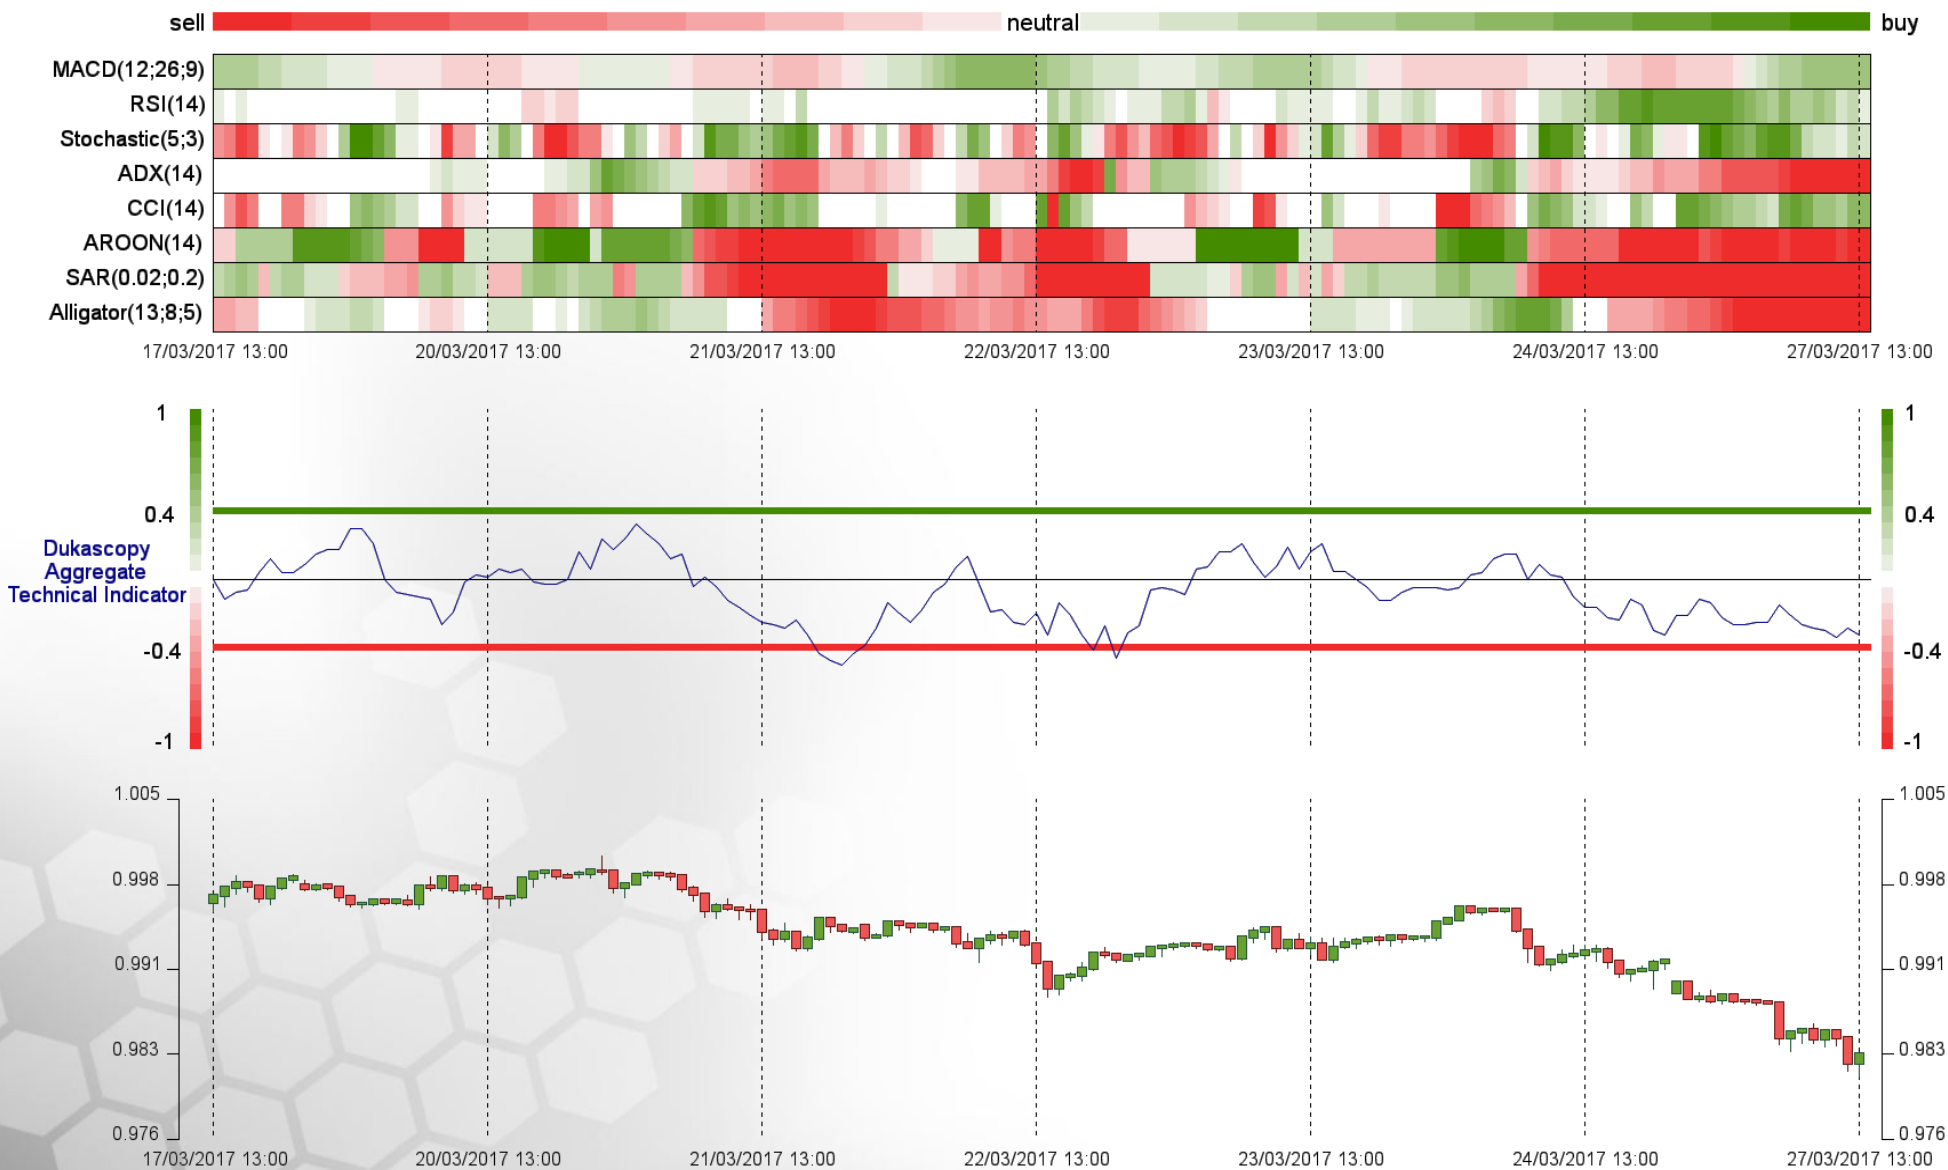 sell neutral buy
MACD(12;26;9)
RSI(14)
Stochastic(5;3)
ADX(14)
CCI(14)
AROON(14)
SAR(0.02;0.2)
Alligator(13;8;5)
17/03/2017 13:00 20/03/2017 13:00 21/03/2017 13:00 22/03/2017 13:00 23/03/2017 13:00 24/03/2017 13:00 27/03/2017 13:00
1 1
0.4 0.4
Dukascopy
Aggregate
Technical Indicator
-0.4 -0.4
-1 -1
1.005 1.005
0.998 0.998
0.991 0.991
0.983 0.983
0.976 0.976
17/03/2017 13:00 20/03/2017 13:00 21/03/2017 13:00 22/03/2017 13:00 23/03/2017 13:00 24/03/2017 13:00 27/03/2017 13:00